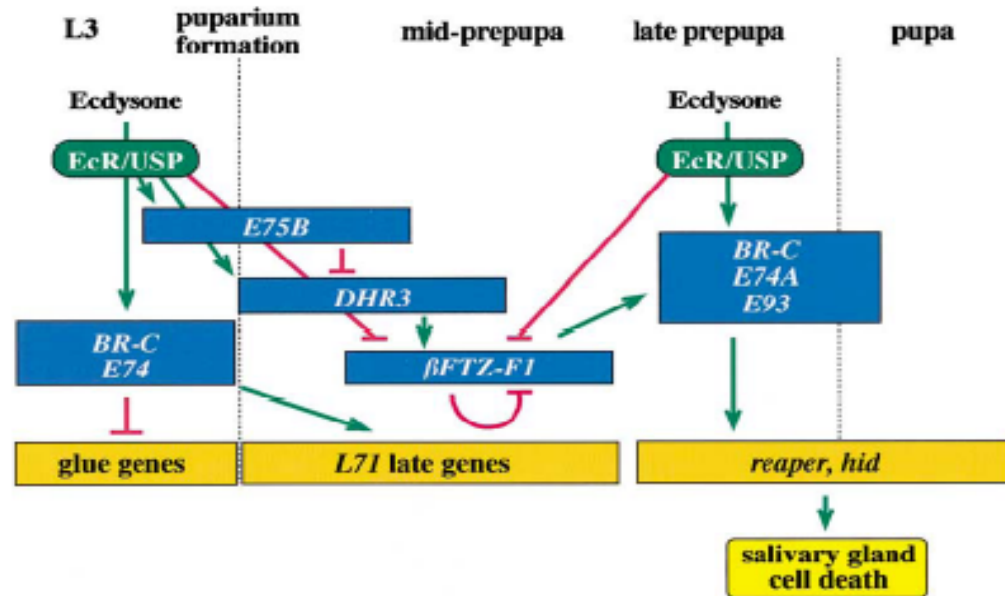 L3
puparium
formation
mid-prepupa
late prepupa
pupa
Ecdysone
Ecdysone
EcR/USP
EcR/USP
E75B
DHR3
BR-C
E74
βFTZ-F1
BR-C
E74A
E93
glue genes
L71 late genes
reaper, hid
salivary gland
cell death